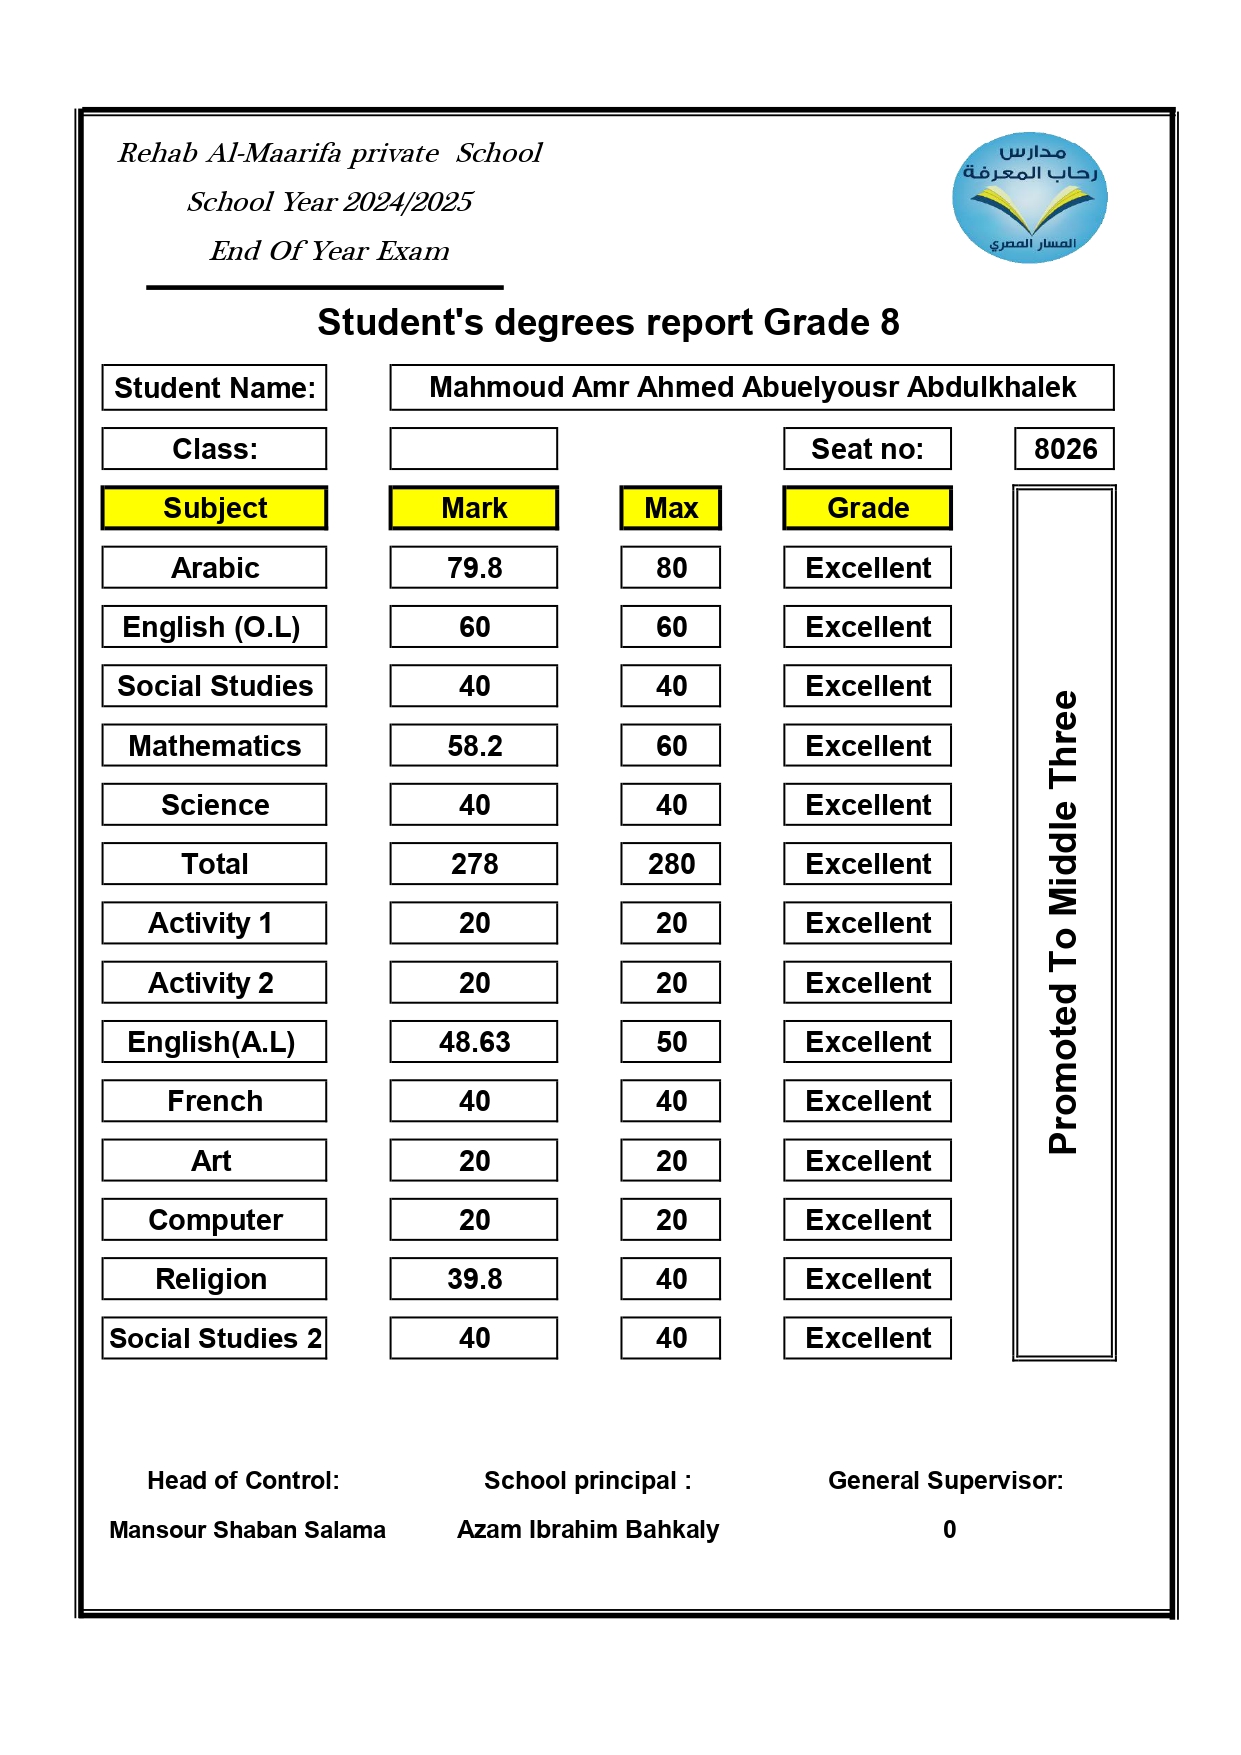 Rehab Al-Maarifa private School
School Year 2024/2025
End Of Year Exam
مدارس
رحاب المعرفة
المسار المصري
Student's degrees report Grade 8
Student Name: Mahmoud Amr Ahmed Abuelyousr Abdulkhalek
Class: Seat no: 8026
Subject Mark Max Grade
Arabic 79.8 80 Excellent
English (O.L) 60 60 Excellent
Social Studies 40 40 Excellent
Mathematics 58.2 60 Excellent
Science 40 40 Excellent
Total 278 280 Excellent
Activity 1 20 20 Excellent
Activity 2 20 20 Excellent
English(A.L) 48.63 50 Excellent
French 40 40 Excellent
Art 20 20 Excellent
Computer 20 20 Excellent
Religion 39.8 40 Excellent
Social Studies 2 40 40 Excellent
Promoted To Middle Three
Head of Control: School principal : General Supervisor:
Mansour Shaban Salama Azam Ibrahim Bahkaly 0